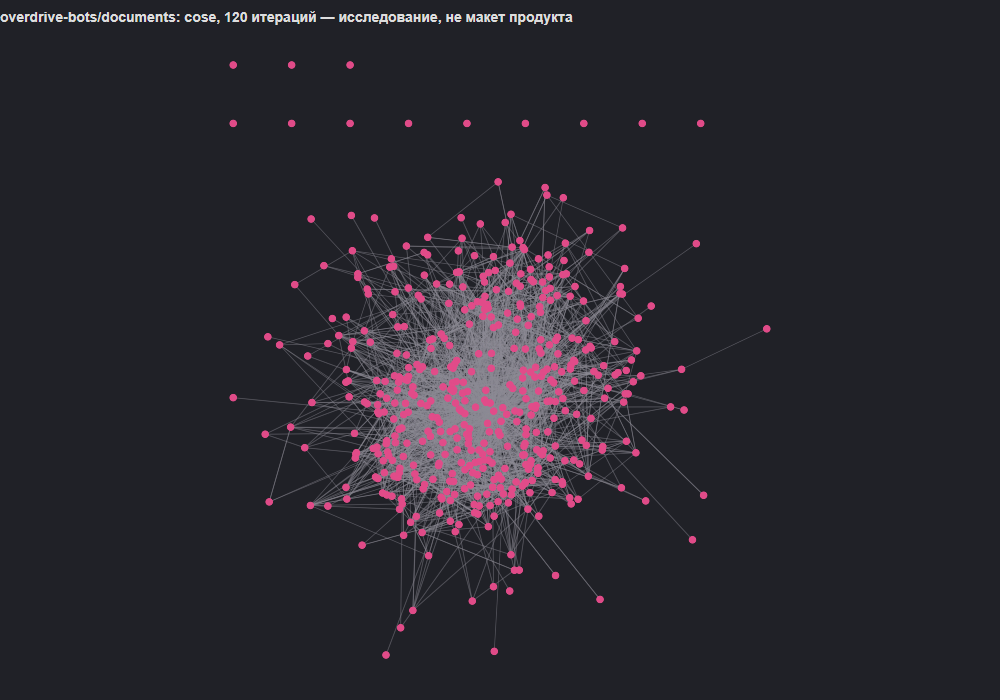 overdrive-bots/documents: cose, 120 итераций — исследование, не макет продукта